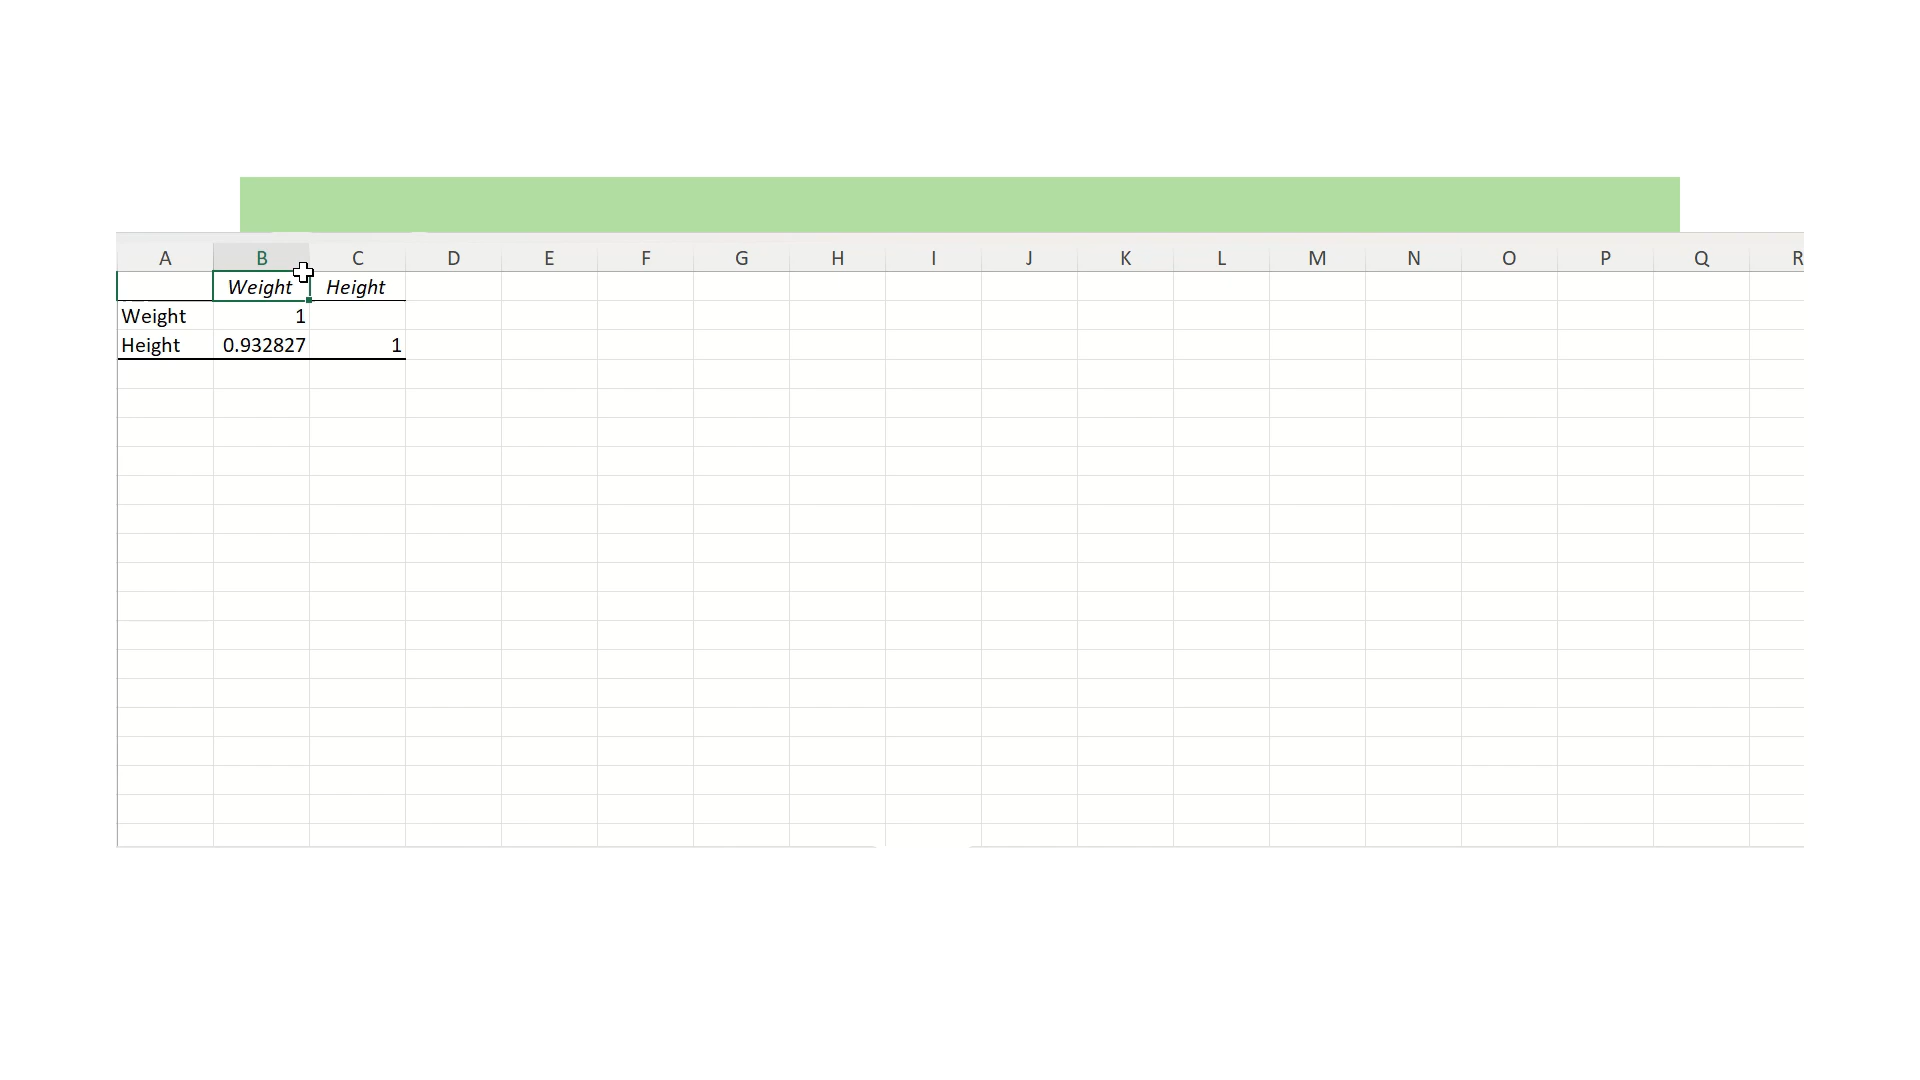 A B C D E F G H I J K L M N O P Q R
Weight Height
Weight 1
Height 0.932827 1